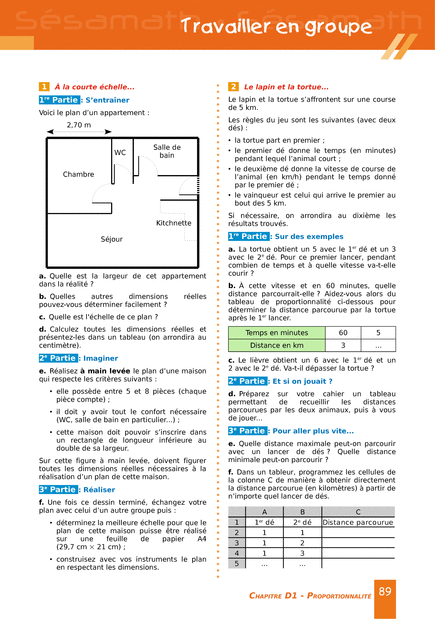 Sésamath
Sésamath
Travailler en groupe
1 À la courte échelle...
1re Partie : S'entraîner
Voici le plan d'un appartement :
2,70 m
WC
Salle de
bain
Chambre
Kitchnette
Séjour
a. Quelle est la largeur de cet appartement
dans la réalité ?
b. Quelles autres dimensions réelles
pouvez-vous déterminer facilement ?
c. Quelle est l'échelle de ce plan ?
d. Calculez toutes les dimensions réelles et
présentez-les dans un tableau (on arrondira au
centimètre).
2e Partie : Imaginer
e. Réalisez à main levée le plan d'une maison
qui respecte les critères suivants :
• elle possède entre 5 et 8 pièces (chaque
pièce compte) ;
• il doit y avoir tout le confort nécessaire
(WC, salle de bain en particulier...) ;
• cette maison doit pouvoir s'inscrire dans
un rectangle de longueur inférieure au
double de sa largeur.
Sur cette figure à main levée, doivent figurer
toutes les dimensions réelles nécessaires à la
réalisation d'un plan de cette maison.
3e Partie : Réaliser
f. Une fois ce dessin terminé, échangez votre
plan avec celui d'un autre groupe puis :
• déterminez la meilleure échelle pour que le
plan de cette maison puisse être réalisé
sur une feuille de papier A4
(29,7 cm × 21 cm) ;
• construisez avec vos instruments le plan
en respectant les dimensions.
2 Le lapin et la tortue...
Le lapin et la tortue s'affrontent sur une course
de 5 km.
Les règles du jeu sont les suivantes (avec deux
dés) :
• la tortue part en premier ;
• le premier dé donne le temps (en minutes)
pendant lequel l'animal court ;
• le deuxième dé donne la vitesse de course de
l'animal (en km/h) pendant le temps donné
par le premier dé ;
• le vainqueur est celui qui arrive le premier au
bout des 5 km.
Si nécessaire, on arrondira au dixième les
résultats trouvés.
1re Partie : Sur des exemples
a. La tortue obtient un 5 avec le 1er dé et un 3
avec le 2e dé. Pour ce premier lancer, pendant
combien de temps et à quelle vitesse va-t-elle
courir ?
b. À cette vitesse et en 60 minutes, quelle
distance parcourrait-elle ? Aidez-vous alors du
tableau de proportionnalité ci-dessous pour
déterminer la distance parcourue par la tortue
après le 1er lancer.
Temps en minutes 60 5
Distance en km 3 ...
c. Le lièvre obtient un 6 avec le 1er dé et un
2 avec le 2e dé. Va-t-il dépasser la tortue ?
2e Partie : Et si on jouait ?
d. Préparez sur votre cahier un tableau
permettant de recueillir les distances
parcourues par les deux animaux, puis à vous
de jouer...
3e Partie : Pour aller plus vite...
e. Quelle distance maximale peut-on parcourir
avec un lancer de dés ? Quelle distance
minimale peut-on parcourir ?
f. Dans un tableur, programmez les cellules de
la colonne C de manière à obtenir directement
la distance parcourue (en kilomètres) à partir de
n'importe quel lancer de dés.
A B C
1 1er dé 2e dé Distance parcourue
2 1 1
3 1 2
4 1 3
5 ... ...
Chapitre D1 - Proportionnalité 89